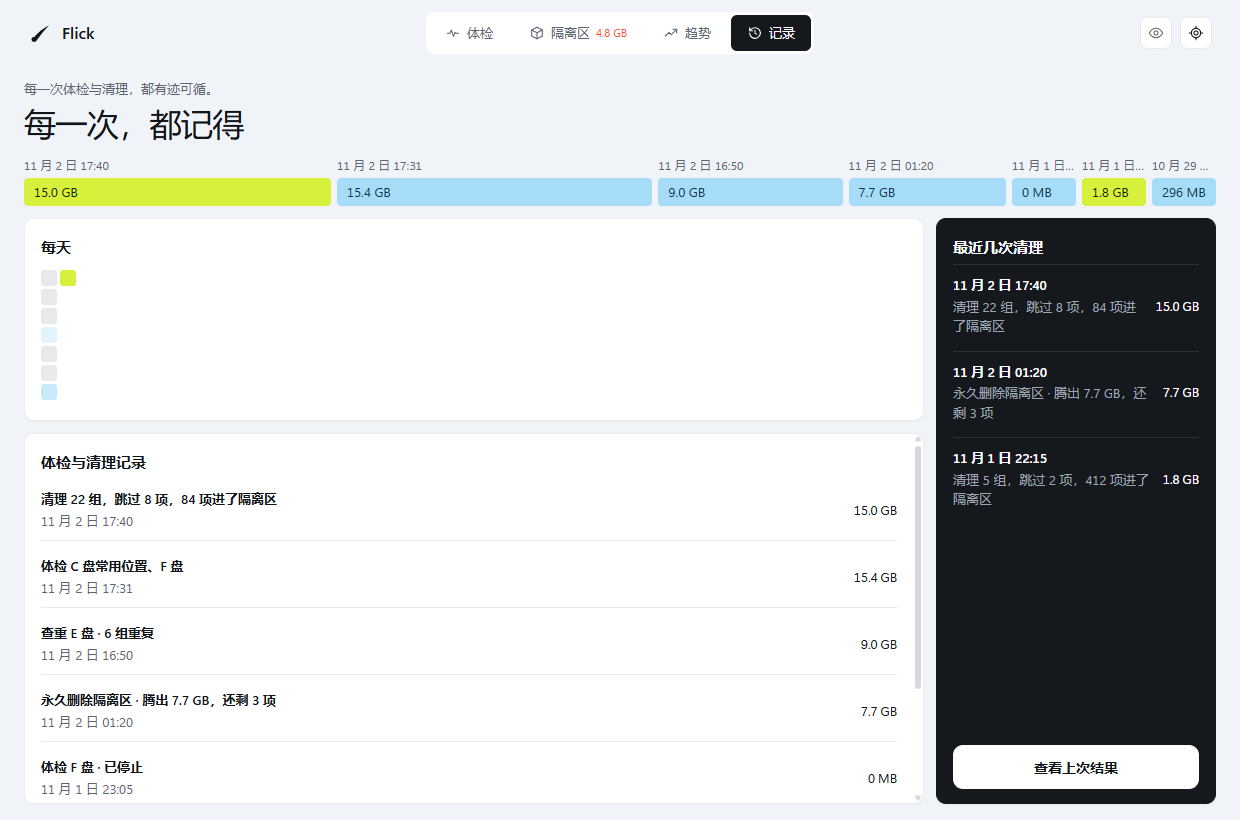 Flick
体检
隔离区 4.8 GB
趋势
记录
每一次体检与清理，都有迹可循。
每一次，都记得
11 月 2 日 17:40
11 月 2 日 17:31
11 月 2 日 16:50
11 月 2 日 01:20
11 月 1 日...
11 月 1 日...
10 月 29 ...
15.0 GB
15.4 GB
9.0 GB
7.7 GB
0 MB
1.8 GB
296 MB
每天
体检与清理记录
清理 22 组，跳过 8 项，84 项进了隔离区
11 月 2 日 17:40
15.0 GB
体检 C 盘常用位置、F 盘
11 月 2 日 17:31
15.4 GB
查重 E 盘 · 6 组重复
11 月 2 日 16:50
9.0 GB
永久删除隔离区 · 腾出 7.7 GB，还剩 3 项
11 月 2 日 01:20
7.7 GB
体检 F 盘 · 已停止
11 月 1 日 23:05
0 MB
最近几次清理
11 月 2 日 17:40
清理 22 组，跳过 8 项，84 项进
了隔离区
15.0 GB
11 月 2 日 01:20
永久删除隔离区 · 腾出 7.7 GB，还
剩 3 项
7.7 GB
11 月 1 日 22:15
清理 5 组，跳过 2 项，412 项进了
隔离区
1.8 GB
查看上次结果